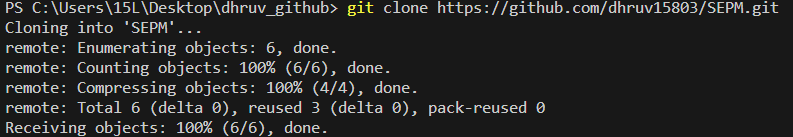 PS C:\Users\15L\Desktop\dhruv_github> git clone https://github.com/dhruv15803/SEPM.git
Cloning into 'SEPM'...
remote: Enumerating objects: 6, done.
remote: Counting objects: 100% (6/6), done.
remote: Compressing objects: 100% (4/4), done.
remote: Total 6 (delta 0), reused 3 (delta 0), pack-reused 0
Receiving objects: 100% (6/6), done.